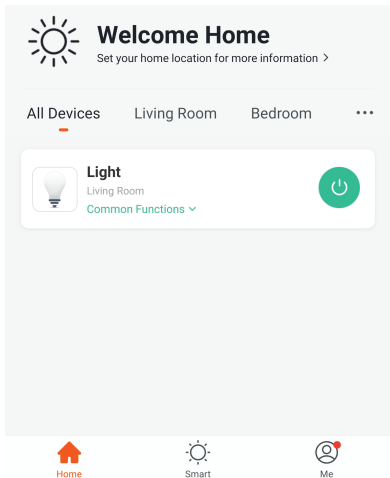 Welcome Home
Set your home location for more information >
All Devices Living Room Bedroom ...
Light
Living Room
Common Functions
Home Smart Me